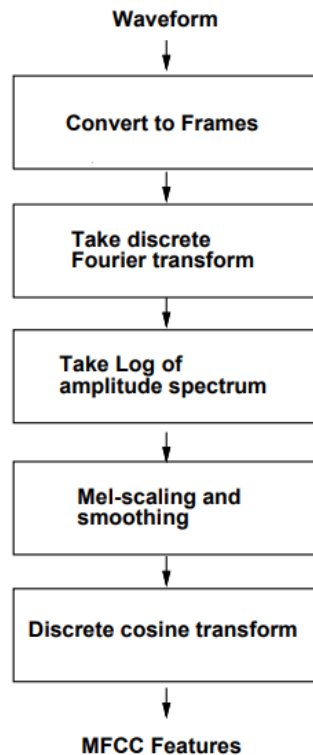 Waveform
Convert to Frames
Take discrete
Fourier transform
Take Log of
amplitude spectrum
Mel-scaling and
smoothing
Discrete cosine transform
MFCC Features